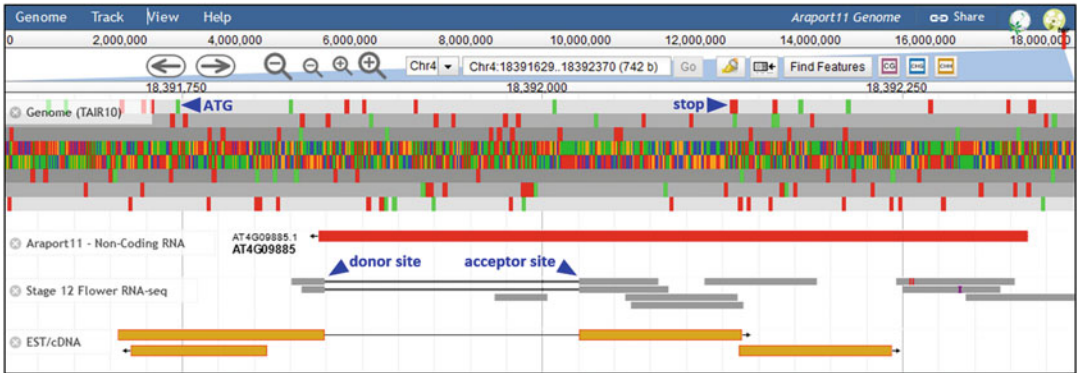 Genome Track View Help Araport11 Genome Share
0 2,000,000 4,000,000 6,000,000 8,000,000 10,000,000 12,000,000 14,000,000 16,000,000 18,000,000
Chr4 Chr4:18391629..18392370 (742 b) Go Find Features CG CHG CHH
18,391,750 18,392,000 18,392,250
Genome (TAIR10) ATG stop
Araport11 - Non-Coding RNA AT4G09885.1
AT4G09885
donor site acceptor site
Stage 12 Flower RNA-seq
EST/cDNA